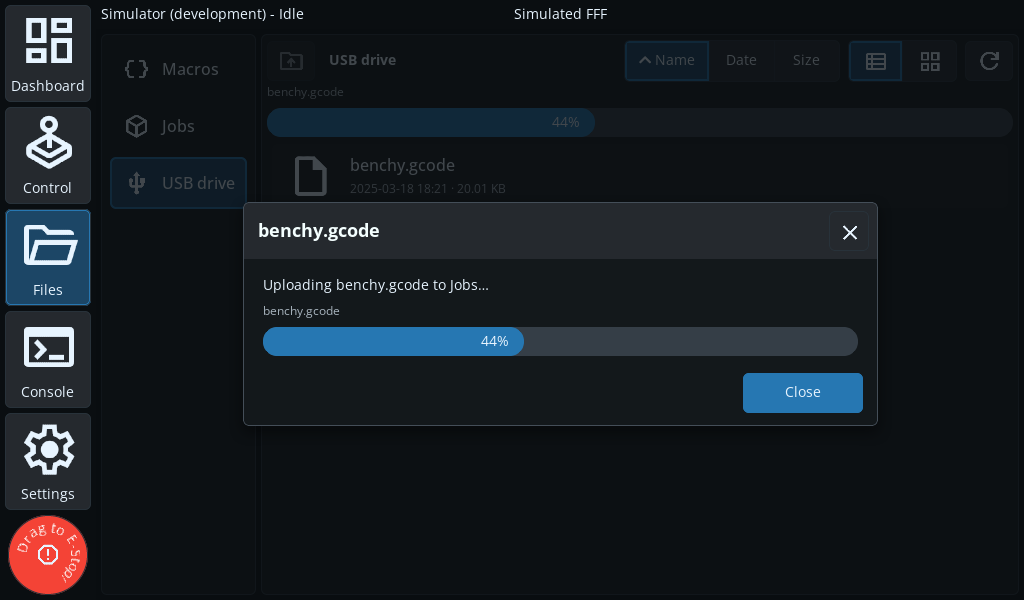 Simulator (development) - Idle
Simulated FFF
Dashboard
Control
Files
Console
Settings
Drag to E-Stop!
Macros
Jobs
USB drive
USB drive
Name
Date
Size
benchy.gcode
44%
benchy.gcode
2025-03-18 18:21 · 20.01 KB
benchy.gcode
Uploading benchy.gcode to Jobs...
benchy.gcode
44%
Close